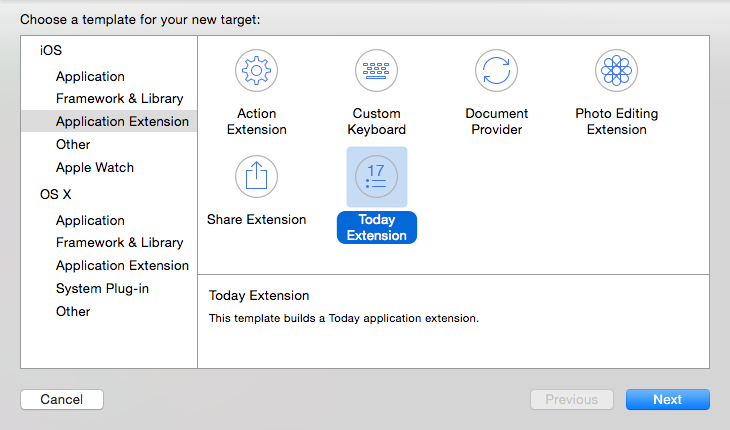 Choose a template for your new target:
iOS
Application
Framework & Library
Application Extension
Other
Apple Watch
OS X
Application
Framework & Library
Application Extension
System Plug-in
Other
Action
Extension
Custom
Keyboard
Document
Provider
Photo Editing
Extension
Share Extension
17
Today
Extension
Today Extension
This template builds a Today application extension.
Cancel
Previous
Next